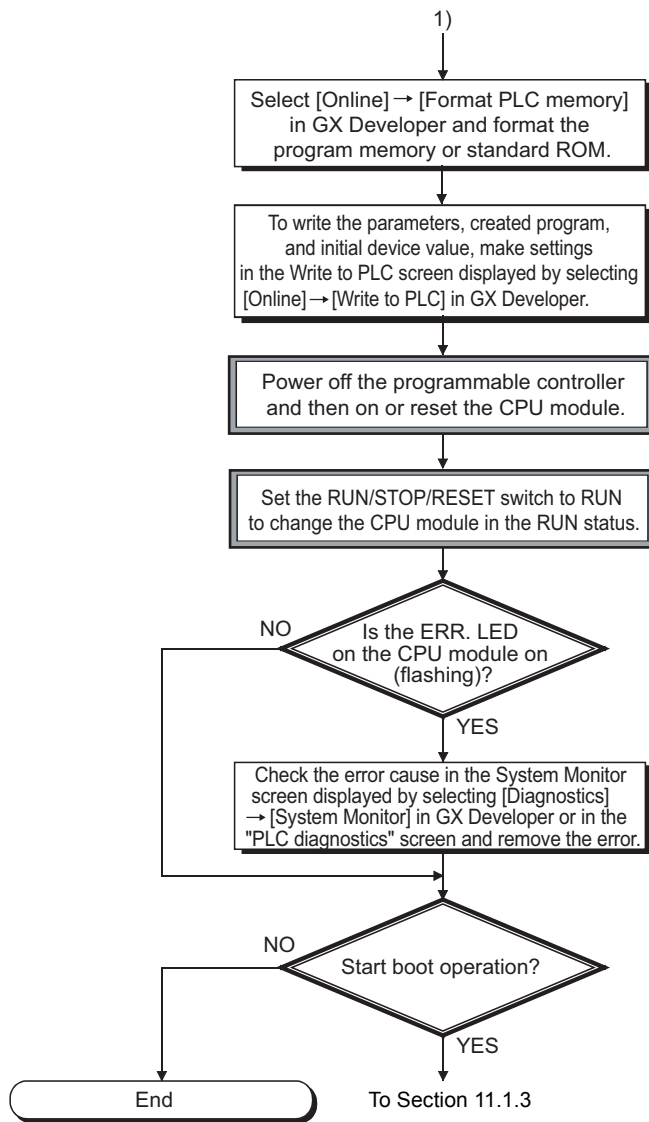 1)
Select [Online] → [Format PLC memory]
in GX Developer and format the
program memory or standard ROM.
To write the parameters, created program,
and initial device value, make settings
in the Write to PLC screen displayed by selecting
[Online] → [Write to PLC] in GX Developer.
Power off the programmable controller
and then on or reset the CPU module.
Set the RUN/STOP/RESET switch to RUN
to change the CPU module in the RUN status.
NO
Is the ERR. LED
on the CPU module on
(flashing)?
YES
Check the error cause in the System Monitor
screen displayed by selecting [Diagnostics]
→ [System Monitor] in GX Developer or in the
"PLC diagnostics" screen and remove the error.
NO
Start boot operation?
YES
End
To Section 11.1.3